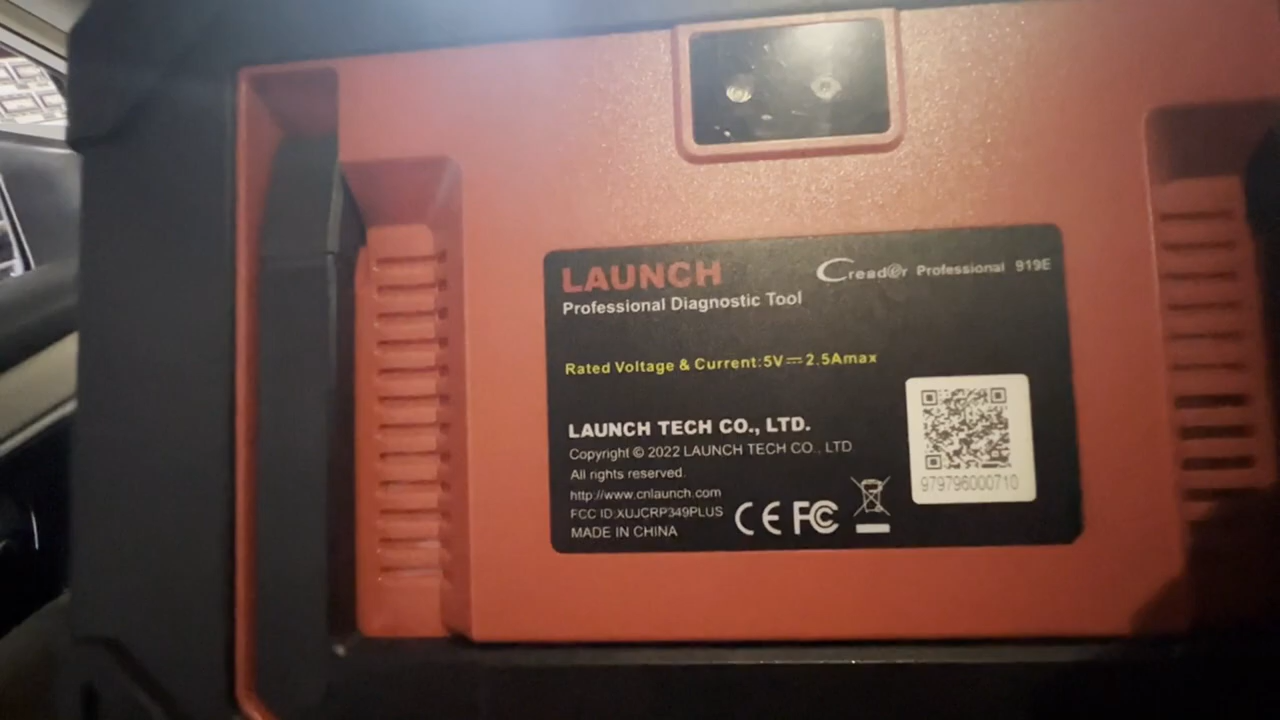 LAUNCH
Creader Professional 919E
Professional Diagnostic Tool
Rated Voltage & Current:5V⎓2.5Amax
LAUNCH TECH CO., LTD.
Copyright © 2022 LAUNCH TECH CO., LTD
All rights reserved.
http://www.cnlaunch.com
FCC ID:XUJCRP349PLUS
MADE IN CHINA
CE FC
979796000710